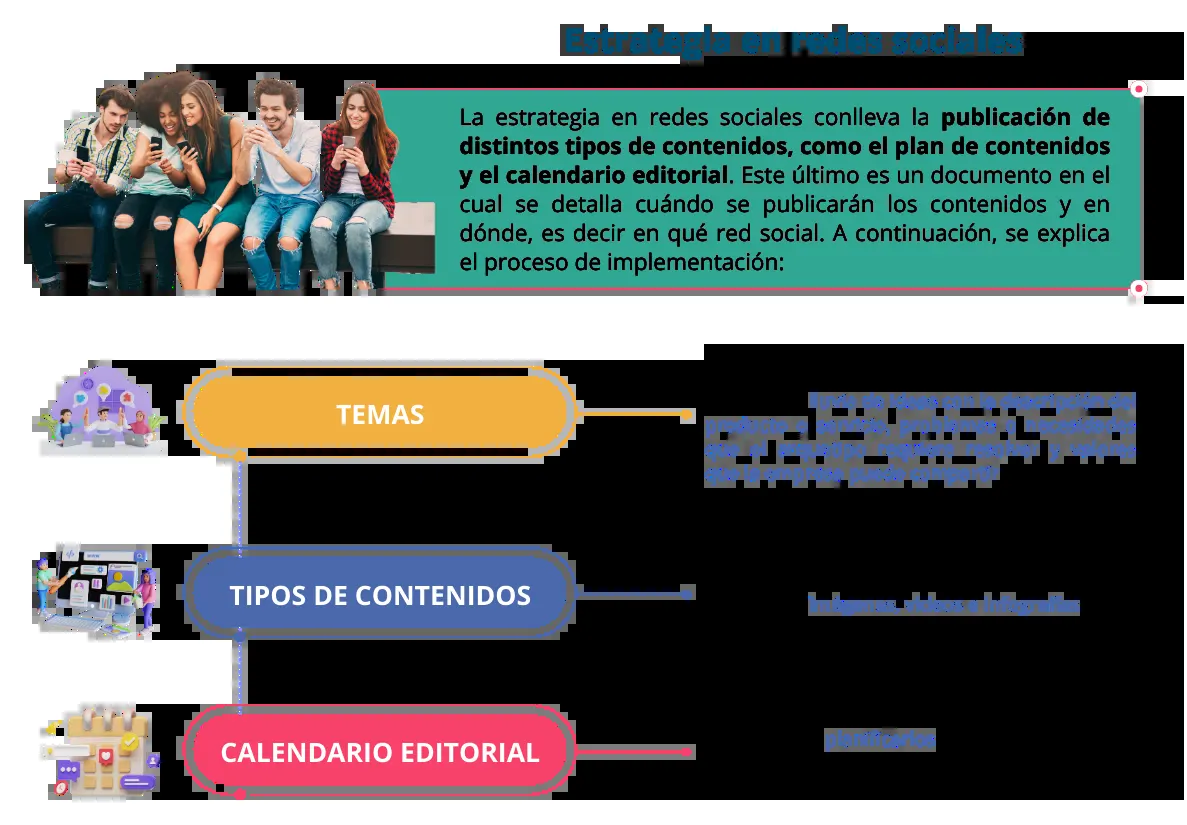 Estrategia en redes sociales
La estrategia en redes sociales conlleva la publicación de
distintos tipos de contenidos, como el plan de contenidos
y el calendario editorial. Este último es un documento en el
cual se detalla cuándo se publicarán los contenidos y en
dónde, es decir en qué red social. A continuación, se explica
el proceso de implementación:
TEMAS
de ideas con la descripción del
producto o servicio, problemas o necesidades
que el arquetipo requiere resolver y valores
que la empresa puede compartir
TIPOS DE CONTENIDOS
Imágenes, videos e infografías
CALENDARIO EDITORIAL
planificarlos